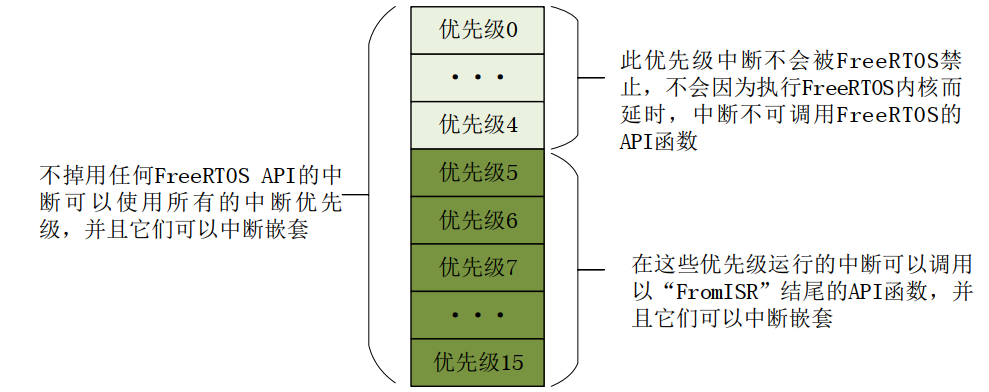 优先级0
···
优先级4
优先级5
优先级6
优先级7
···
优先级15
此优先级中断不会被FreeRTOS禁
止，不会因为执行FreeRTOS内核而
延时，中断不可调用FreeRTOS的
API函数
不掉用任何FreeRTOS API的中
断可以使用所有的中断优先
级，并且它们可以中断嵌套
在这些优先级运行的中断可以调用
以“FromISR”结尾的API函数，并
且它们可以中断嵌套